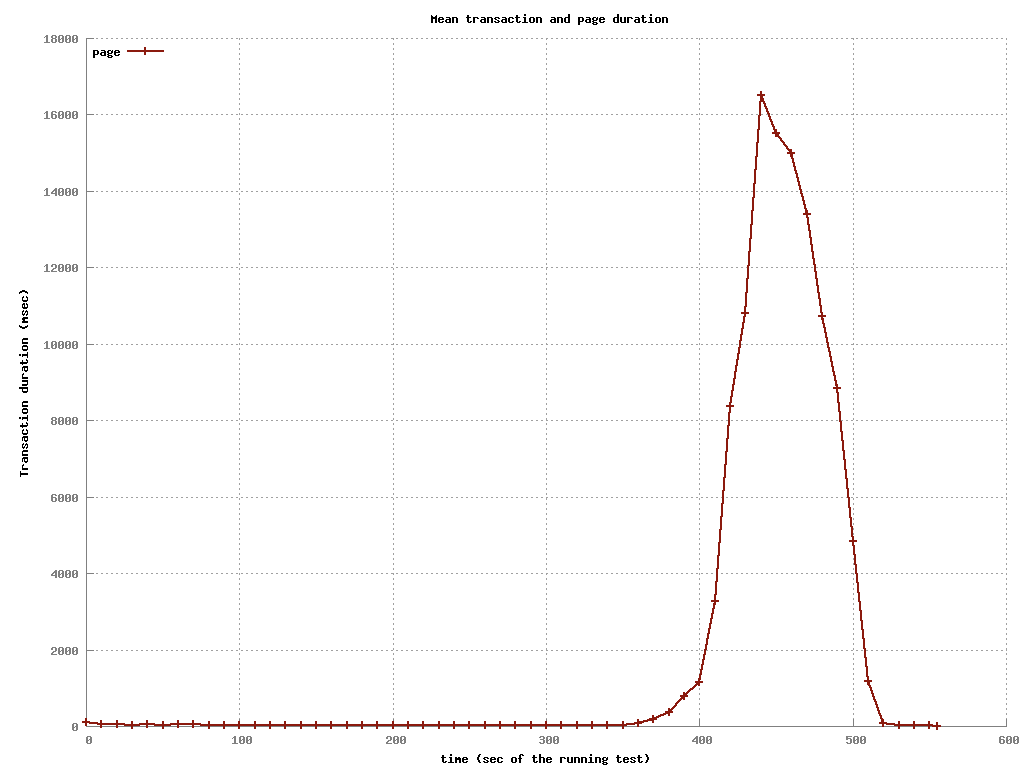 Mean transaction and page duration
18000
page
16000
14000
12000
10000
8000
6000
4000
2000
0
Transaction duration (msec)
0 100 200 300 400 500 600
time (sec of the running test)